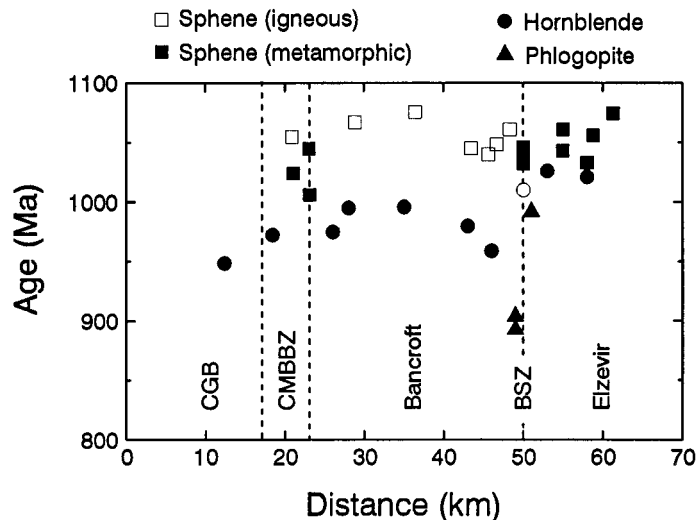 Sphene (igneous)
Hornblende
Sphene (metamorphic)
Phlogopite
1100
1000
900
800
Age (Ma)
CGB
CMBBZ
Bancroft
BSZ
Elzevir
0
10
20
30
40
50
60
70
Distance (km)